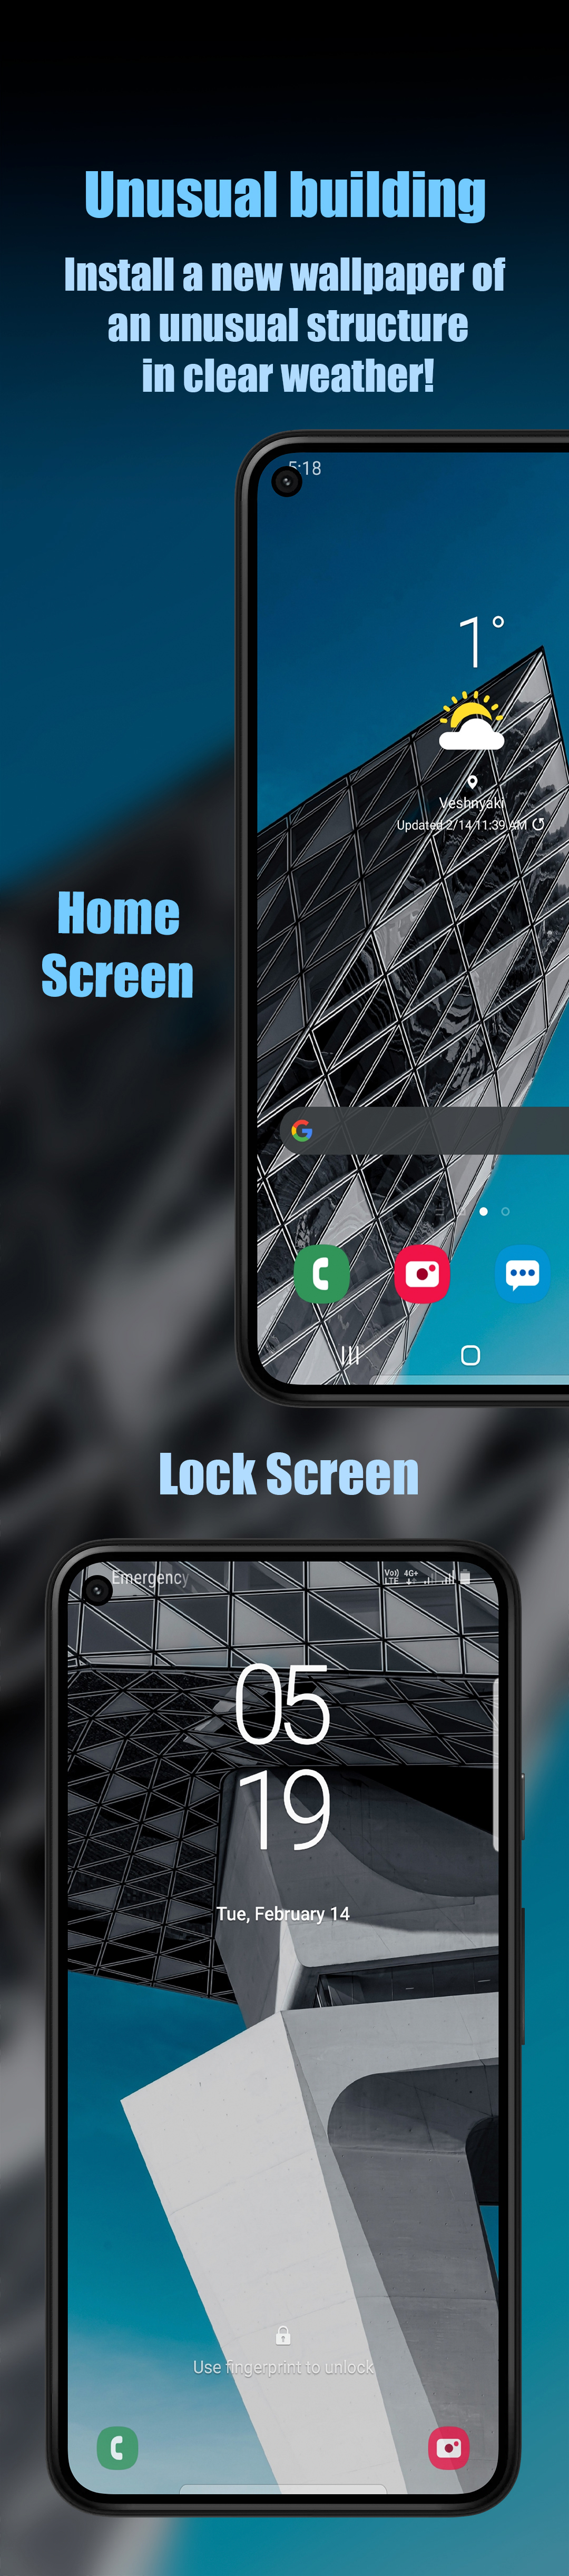 Unusual building
Install a new wallpaper of
an unusual structure
in clear weather!
5:18
1°
Veshnyaki
Updated 2/14 11:39 AM
Home
Screen
G
Lock Screen
Emergency
Vo)) 4G+
LTE
05
19
Tue, February 14
Use fingerprint to unlock